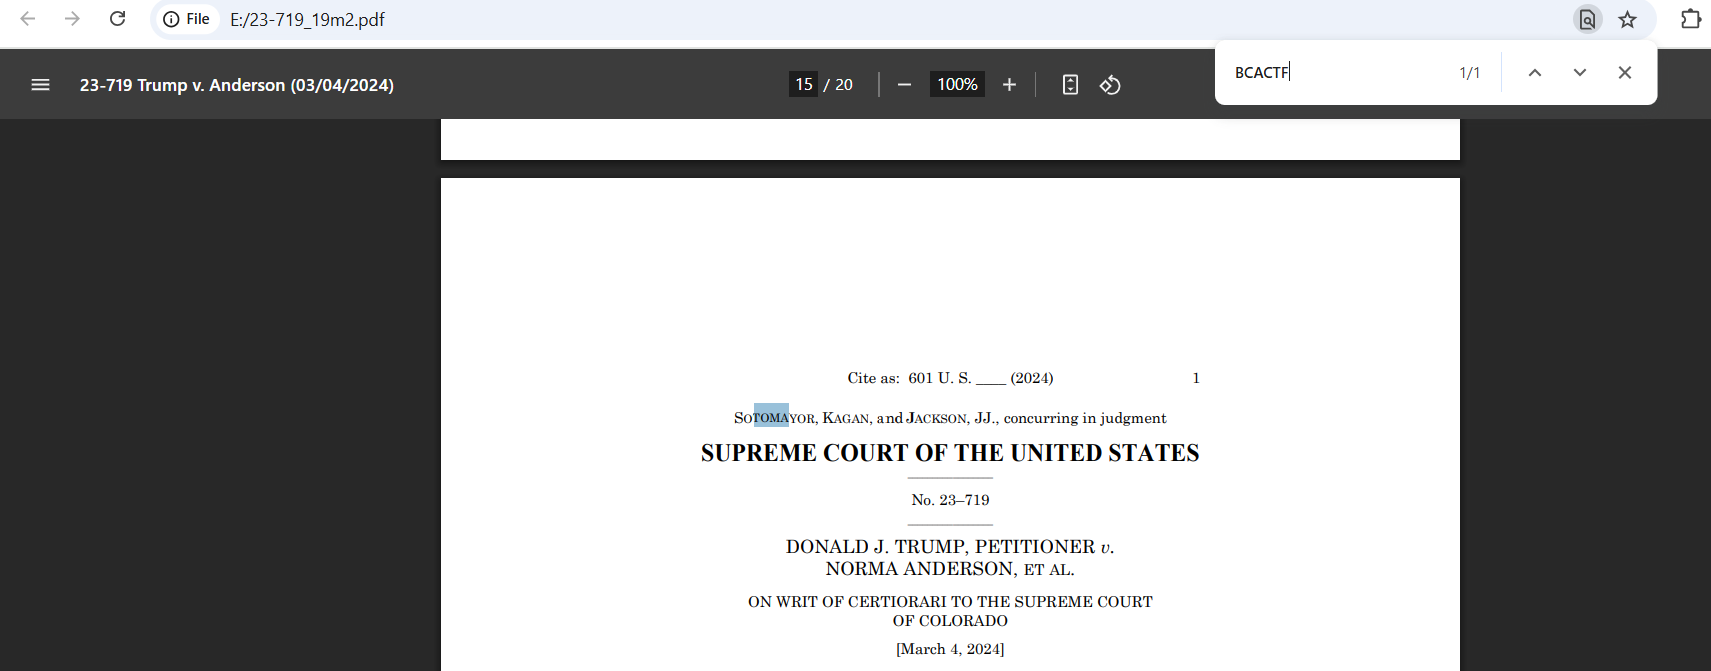 File E:/23-719_19m2.pdf
BCACTF 1/1
23-719 Trump v. Anderson (03/04/2024) 15 / 20 100%
Cite as: 601 U. S. ____ (2024) 1
SOTOMAYOR, KAGAN, and JACKSON, JJ., concurring in judgment
SUPREME COURT OF THE UNITED STATES
No. 23–719
DONALD J. TRUMP, PETITIONER v.
NORMA ANDERSON, ET AL.
ON WRIT OF CERTIORARI TO THE SUPREME COURT
OF COLORADO
[March 4, 2024]